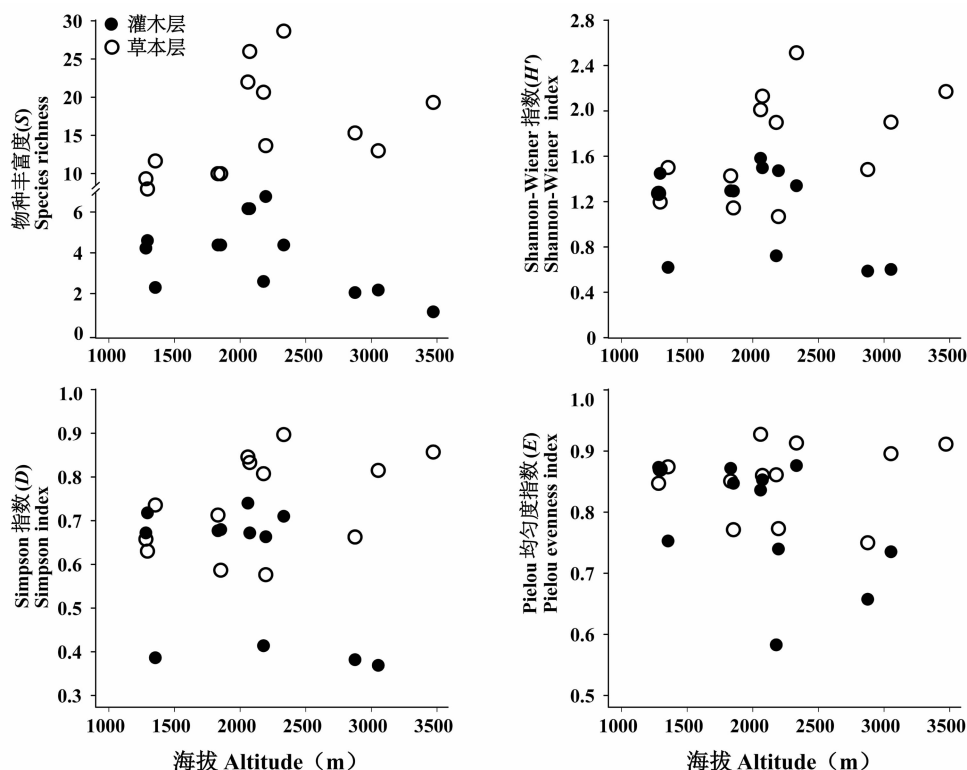 灌木层
草本层
物种丰富度(S)
Species richness
30
25
20
15
10
6
4
2
0
1000 1500 2000 2500 3000 3500
Shannon-Wiener 指数(H')
Shannon-Wiener index
2.8
2.4
2.0
1.6
1.2
0.8
0.4
0
1000 1500 2000 2500 3000 3500
Simpson 指数(D)
Simpson index
1.0
0.9
0.8
0.7
0.6
0.5
0.4
0.3
1000 1500 2000 2500 3000 3500
海拔 Altitude（m）
Pielou 均匀度指数(E)
Pielou evenness index
1.0
0.9
0.8
0.7
0.6
0.5
1000 1500 2000 2500 3000 3500
海拔 Altitude（m）